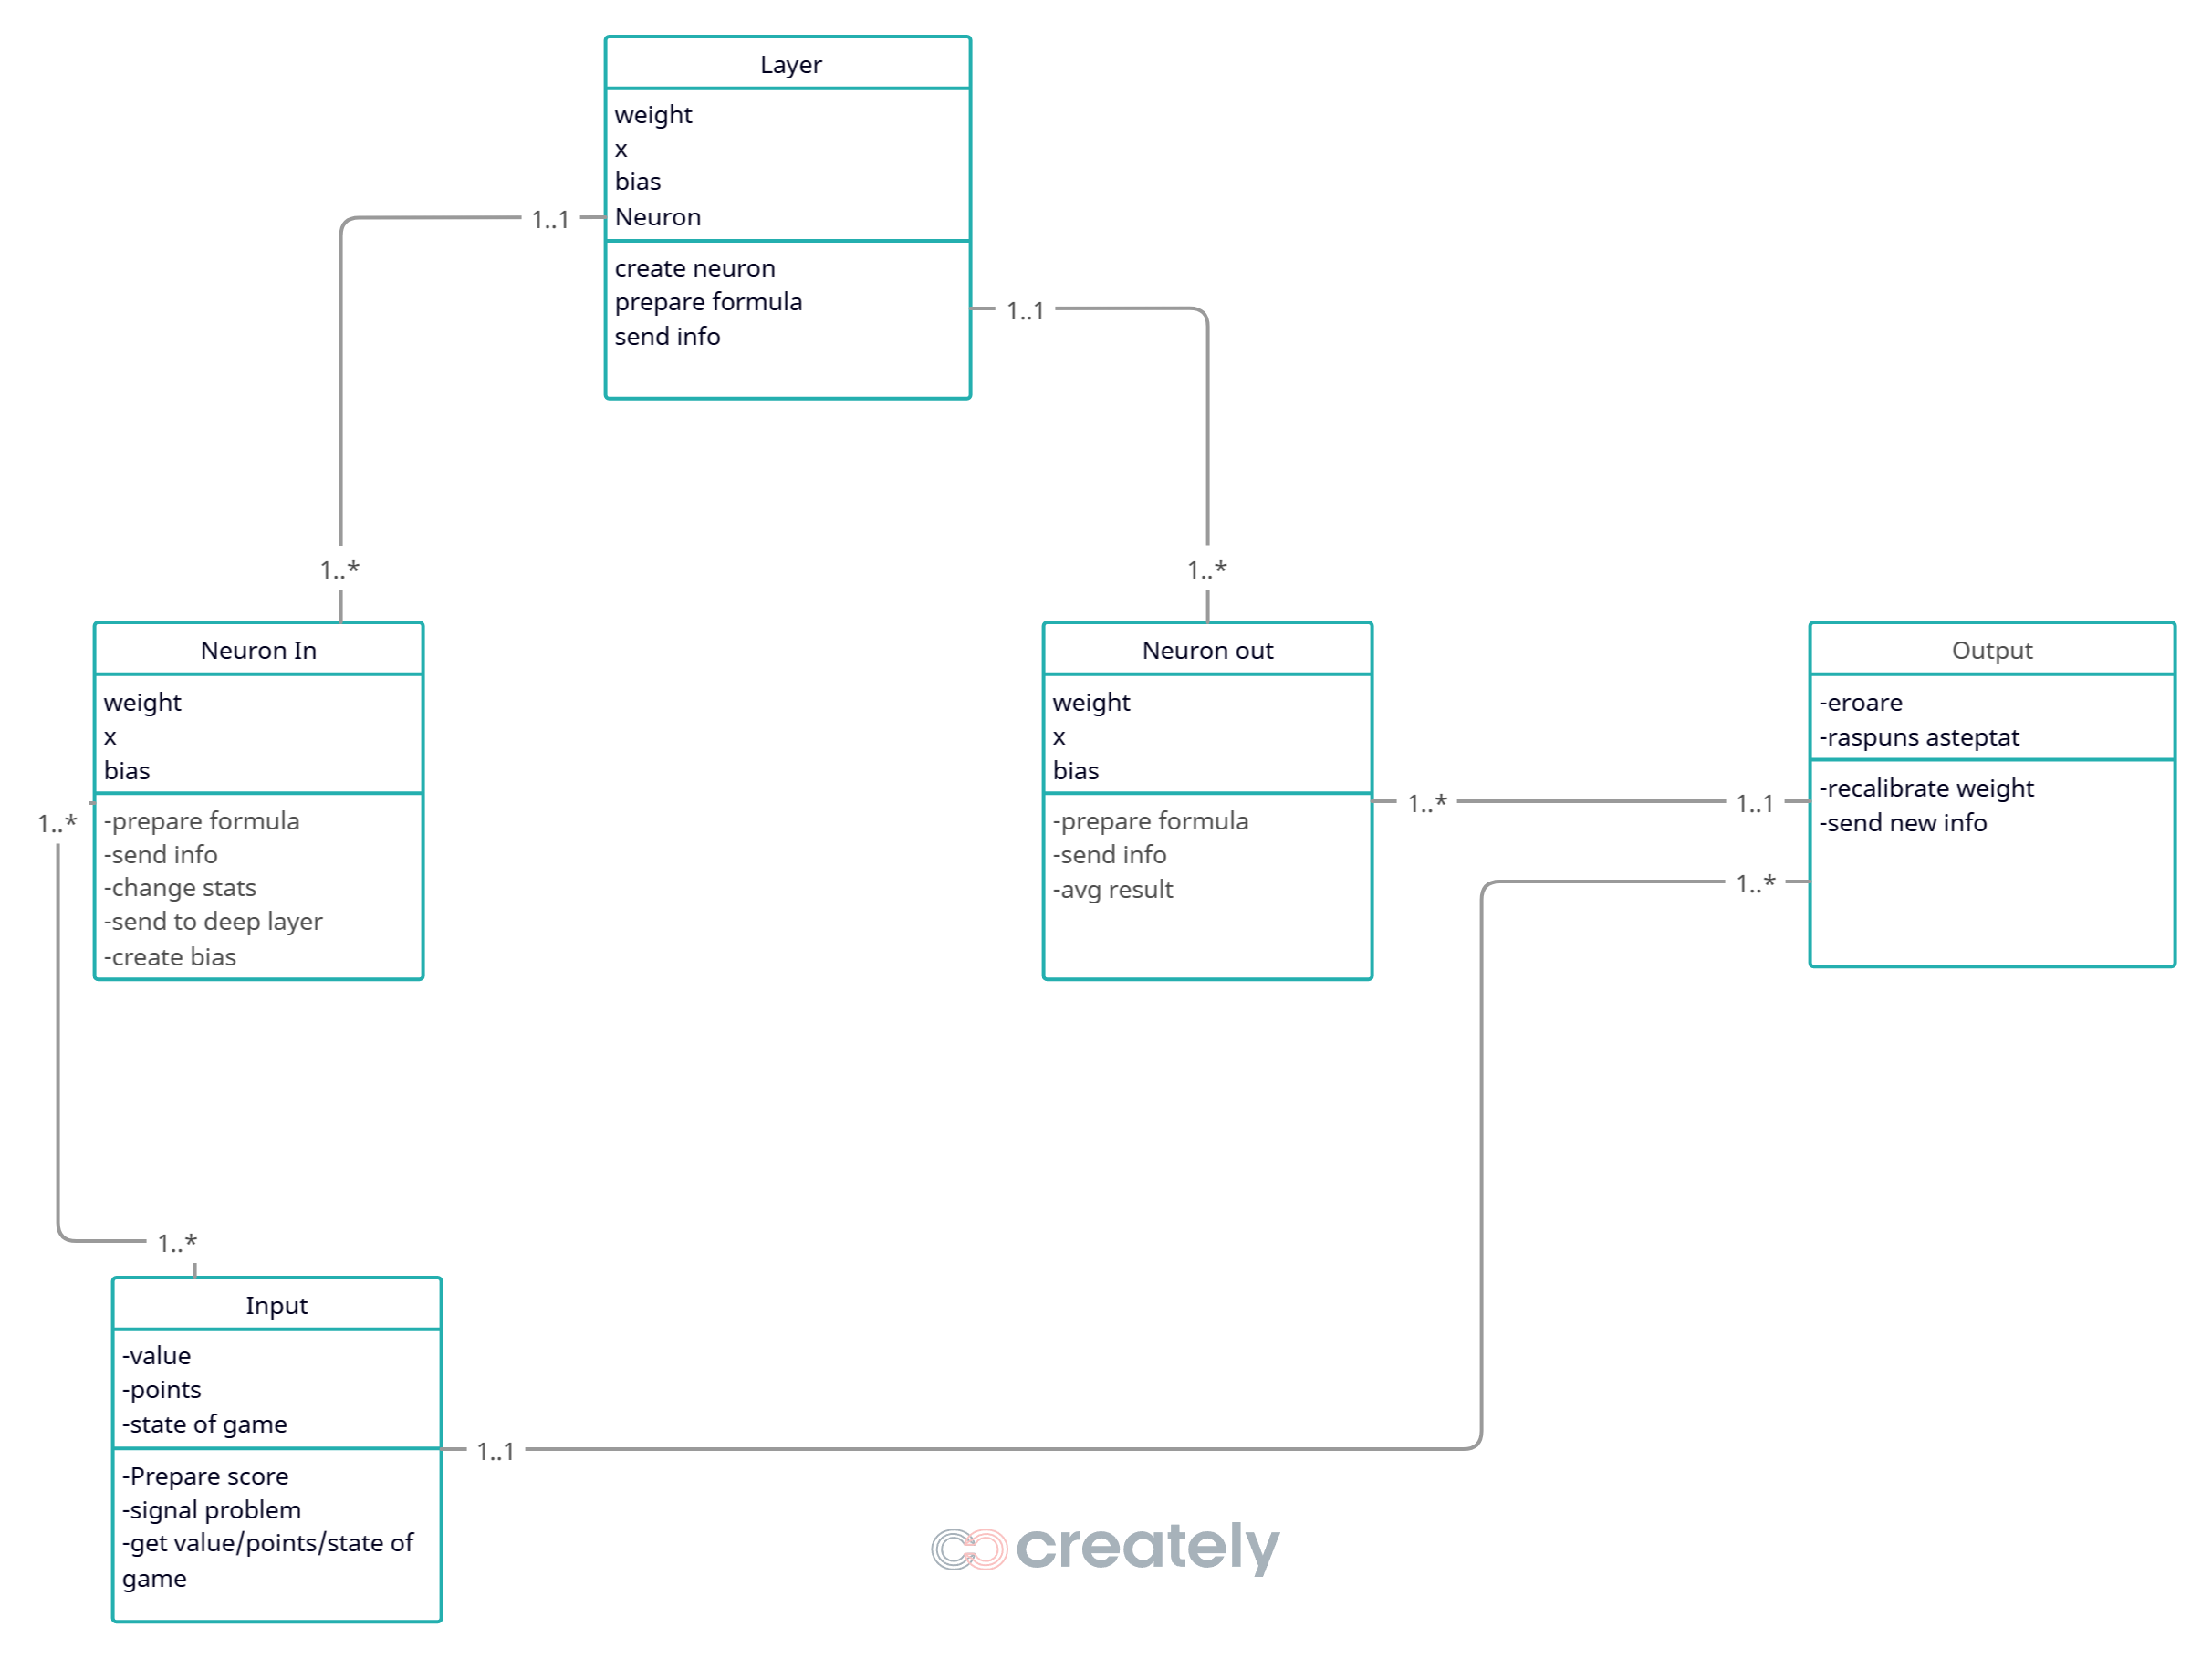 Layer
weight
x
bias
Neuron
create neuron
prepare formula
send info
1..1
1..1
1..*
1..*
Neuron In
weight
x
bias
-prepare formula
-send info
-change stats
-send to deep layer
-create bias
Neuron out
weight
x
bias
-prepare formula
-send info
-avg result
Output
-eroare
-raspuns asteptat
-recalibrate weight
-send new info
1..*
1..*
1..1
1..*
1..*
Input
-value
-points
-state of game
-Prepare score
-signal problem
-get value/points/state of
game
1..1
creately